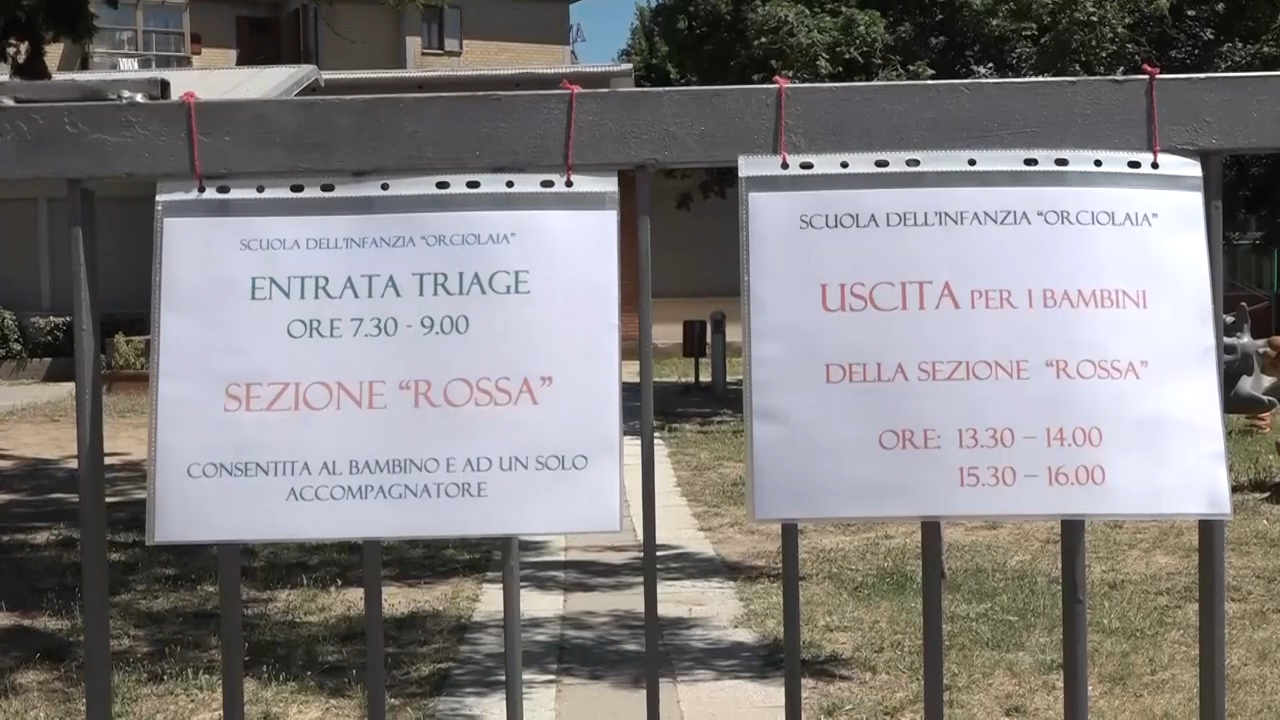 SCUOLA DELL'INFANZIA "ORCIOLAIA"
ENTRATA TRIAGE
ORE 7.30 - 9.00
SEZIONE "ROSSA"
CONSENTITA AL BAMBINO E AD UN SOLO
ACCOMPAGNATORE
SCUOLA DELL'INFANZIA "ORCIOLAIA"
USCITA PER I BAMBINI
DELLA SEZIONE "ROSSA"
ORE: 13.30 – 14.00
15.30 – 16.00